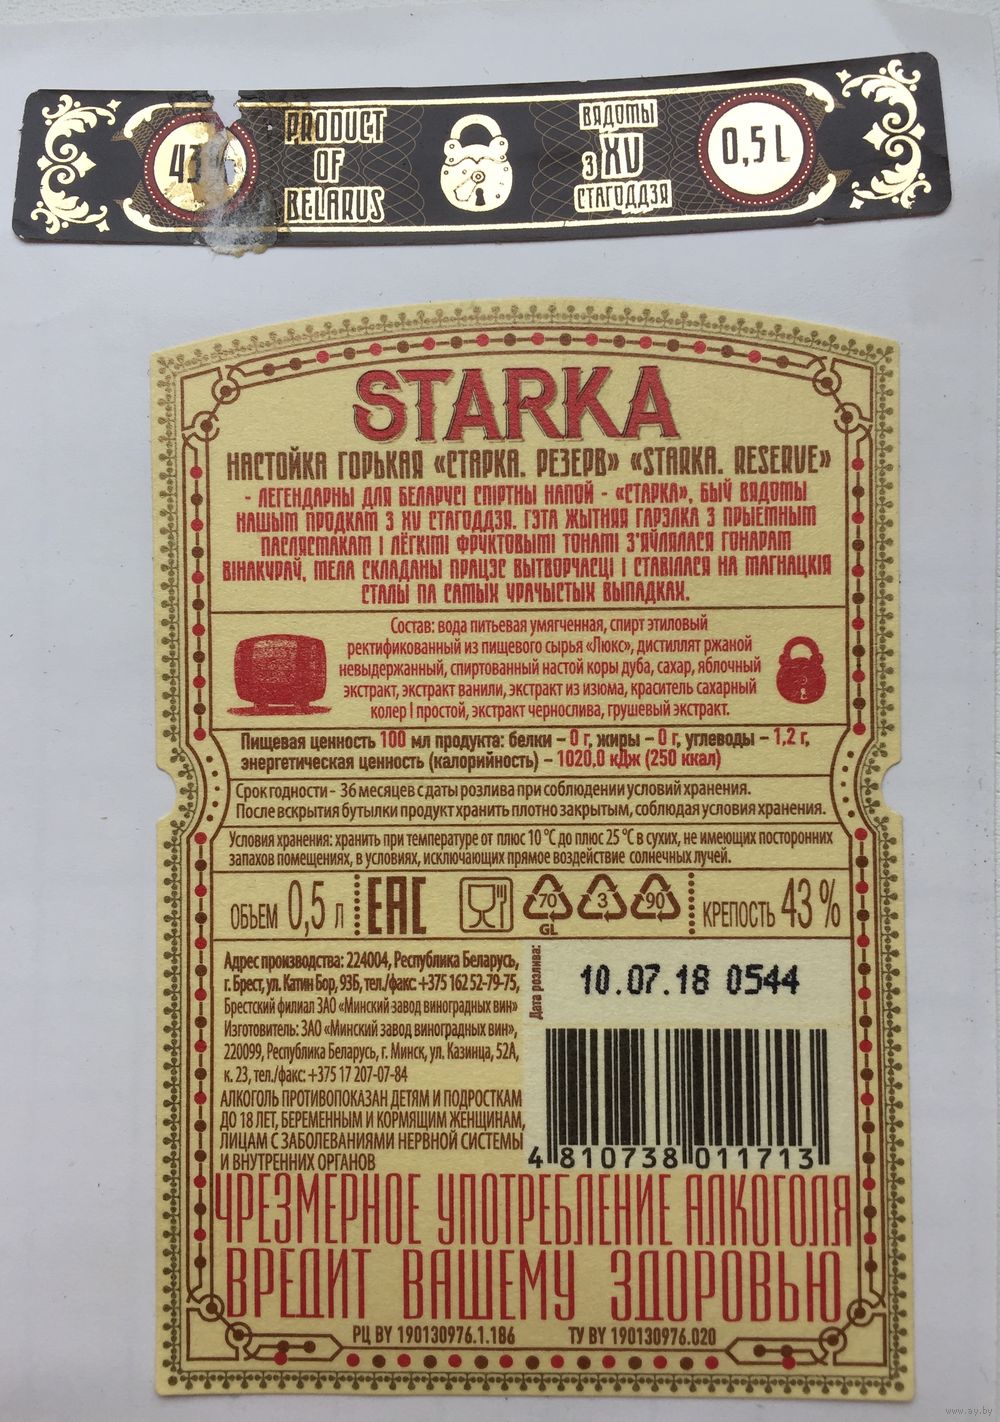 43%
PRODUCT
OF
BELARUS
ВЯДОМЫ
З XV
СТАГОДДЗЯ
0,5 L
STARKA
НАСТОЙКА ГОРЬКАЯ «СТАРКА. РЕЗЕРВ» «STARKA. RESERVE»
- ЛЕГЕНДАРНЫ ДЛЯ БЕЛАРУСІ СПІРТНЫ НАПОЙ - «СТАРКА», БЫЎ ВЯДОМЫ
НАШЫМ ПРОДКАМ З XV СТАГОДДЗЯ. ГЭТА ЖЫТНЯЯ ГАРЭЛКА З ПРЫЕМНЫМ
ПАСЛЯСМАКАМ І ЛЁГКІМІ ФРУКТОВЫМІ ТОНАМІ З'ЯЎЛЯЛАСЯ ГОНАРАМ
ВІНАКУРАЎ, МЕЛА СКЛАДАНЫ ПРАЦЭС ВЫТВОРЧАСЦІ І СТАВІЛАСЯ НА МАГНАЦКІЯ
СТАЛЫ ПА САМЫХ УРАЧЫСТЫХ ВЫПАДКАХ.
Состав: вода питьевая умягченная, спирт этиловый
ректификованный из пищевого сырья «Люкс», дистиллят ржаной
невыдержанный, спиртованный настой коры дуба, сахар, яблочный
экстракт, экстракт ванили, экстракт из изюма, краситель сахарный
колер I простой, экстракт чернослива, грушевый экстракт.
Пищевая ценность 100 мл продукта: белки – 0 г, жиры – 0 г, углеводы – 1,2 г,
энергетическая ценность (калорийность) – 1020,0 кДж (250 ккал)
Срок годности - 36 месяцев с даты розлива при соблюдении условий хранения.
После вскрытия бутылки продукт хранить плотно закрытым, соблюдая условия хранения.
Условия хранения: хранить при температуре от плюс 10 °С до плюс 25 °С в сухих, не имеющих посторонних
запахов помещениях, в условиях, исключающих прямое воздействие солнечных лучей.
ОБЪЕМ 0,5 Л
EAC
70
GL
3
90
КРЕПОСТЬ 43 %
Адрес производства: 224004, Республика Беларусь,
г. Брест, ул. Катин Бор, 93Б, тел./факс: +375 162 52-79-75,
Брестский филиал ЗАО «Минский завод виноградных вин»
Изготовитель: ЗАО «Минский завод виноградных вин»,
220099, Республика Беларусь, г. Минск, ул. Казинца, 52А,
к. 23, тел./факс: +375 17 207-07-84
АЛКОГОЛЬ ПРОТИВОПОКАЗАН ДЕТЯМ И ПОДРОСТКАМ
ДО 18 ЛЕТ, БЕРЕМЕННЫМ И КОРМЯЩИМ ЖЕНЩИНАМ,
ЛИЦАМ С ЗАБОЛЕВАНИЯМИ НЕРВНОЙ СИСТЕМЫ
И ВНУТРЕННИХ ОРГАНОВ
Дата розлива:
10.07.18 0544
4 810738 011713
ЧРЕЗМЕРНОЕ УПОТРЕБЛЕНИЕ АЛКОГОЛЯ
ВРЕДИТ ВАШЕМУ ЗДОРОВЬЮ
РЦ BY 190130976.1.186
ТУ BY 190130976.020
www.ay.by